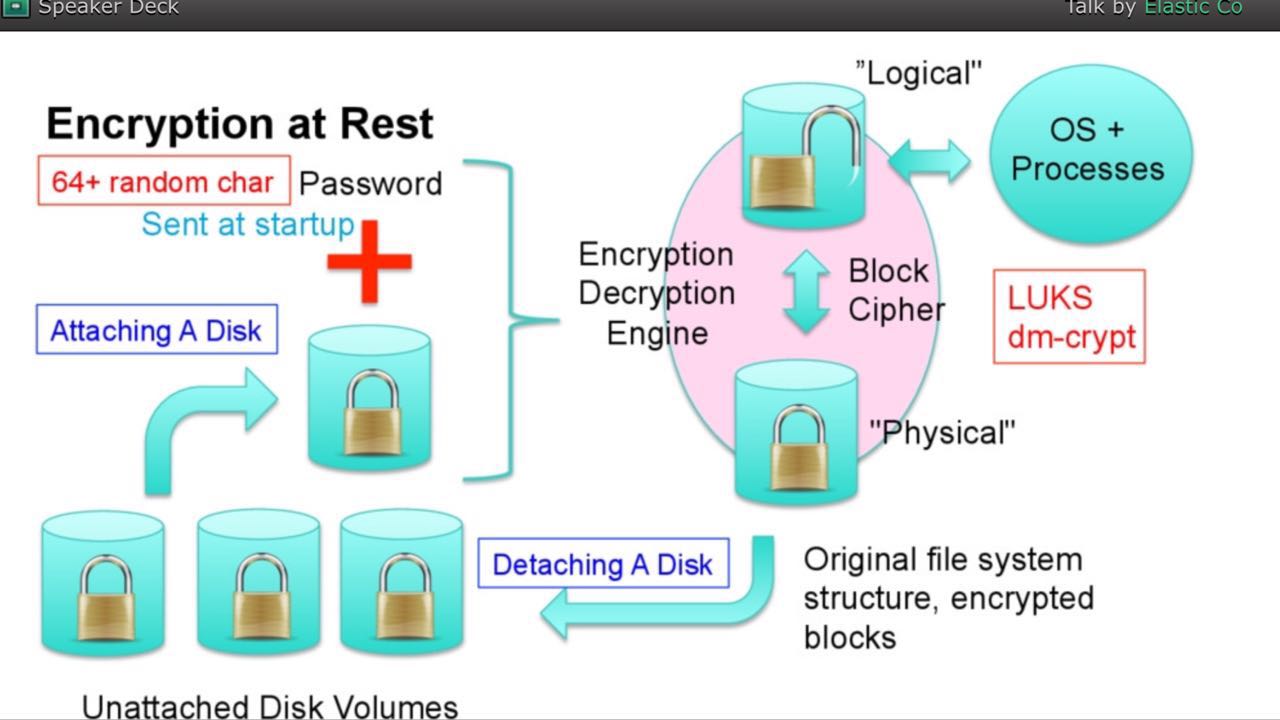 Speaker Deck
Talk by Elastic Co
Encryption at Rest
64+ random char Password
Sent at startup
Attaching A Disk
Unattached Disk Volumes
Encryption
Decryption
Engine
”Logical"
OS +
Processes
Block
Cipher
LUKS
dm-crypt
"Physical"
Detaching A Disk
Original file system
structure, encrypted
blocks